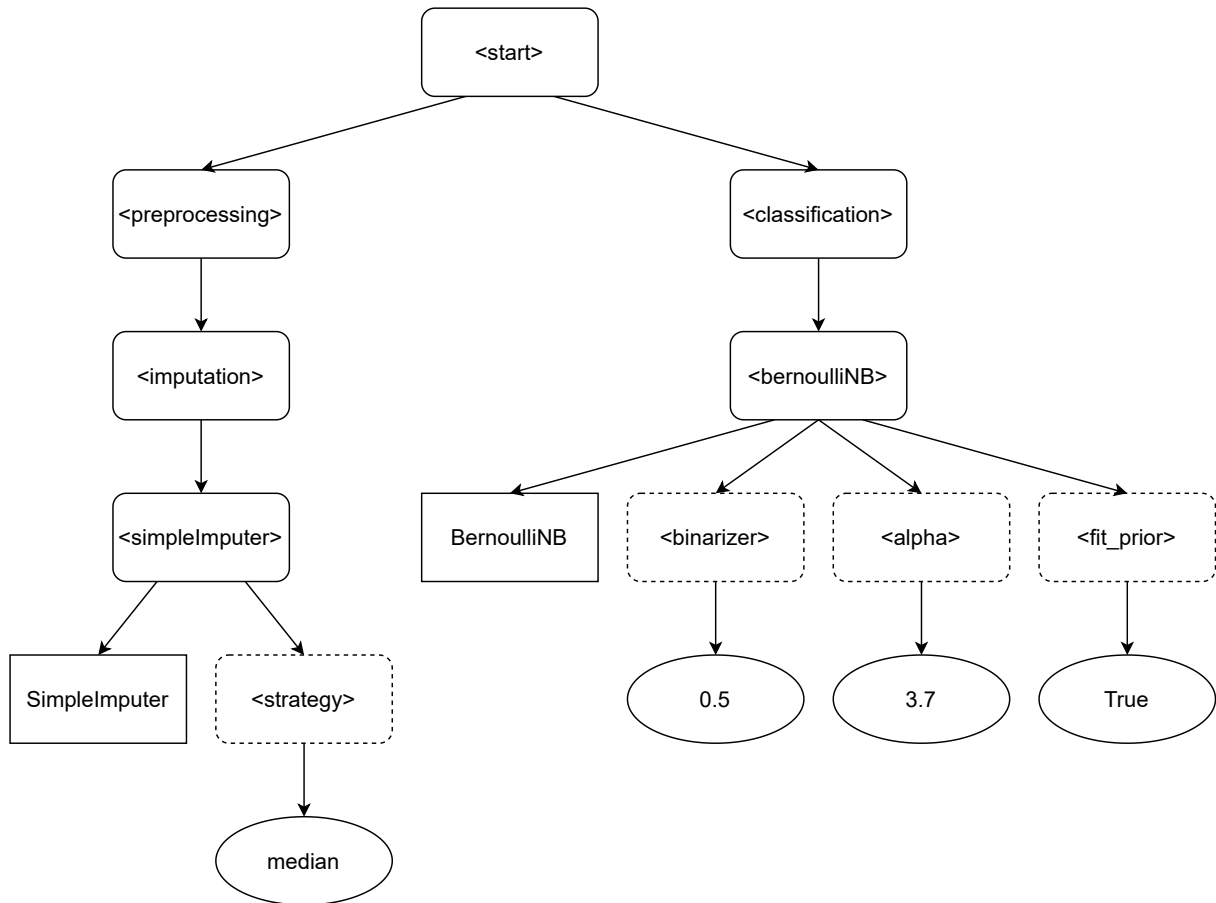 <start>
<preprocessing>
<classification>
<imputation>
<bernoulliNB>
<simpleImputer>
BernoulliNB
<binarizer>
<alpha>
<fit_prior>
SimpleImputer
<strategy>
0.5
3.7
True
median